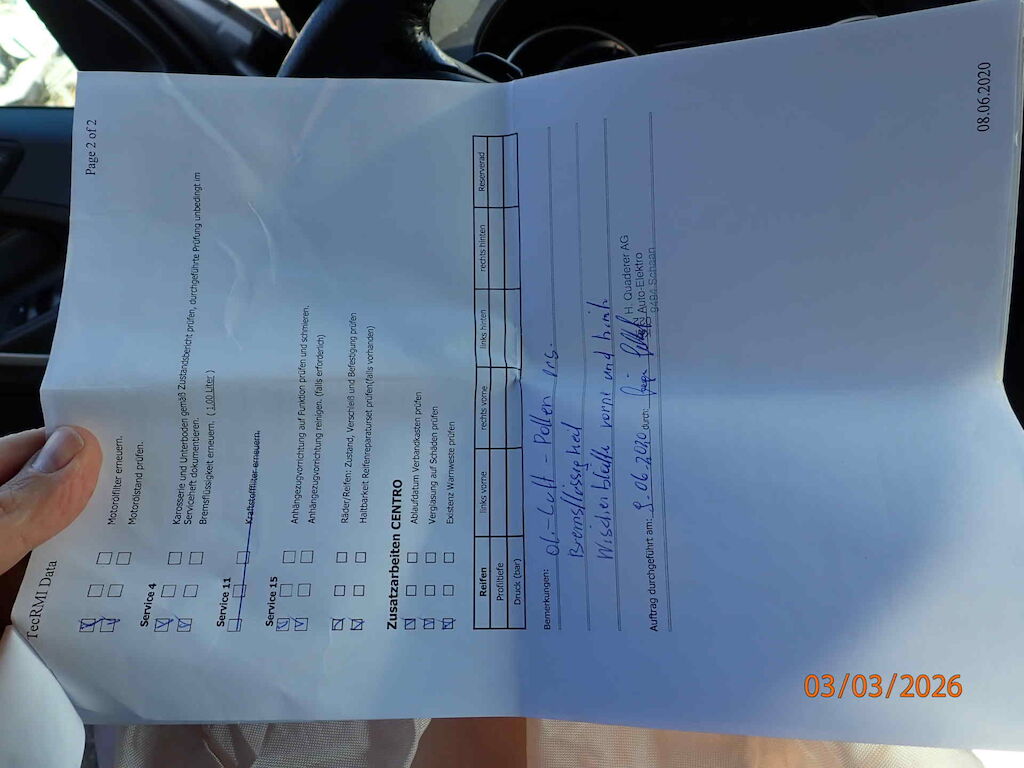 TecRMI Data
Page 2 of 2
Motorölfilter erneuern.
Motorölstand prüfen.
Service 4
Karosserie und Unterboden gemäß Zustandsbericht prüfen, durchgeführte Prüfung unbedingt im
Serviceheft dokumentieren.
Bremsflüssigkeit erneuern. ( 1,00 Liter )
Service 11
Kraftstofffilter erneuern.
Service 15
Anhängezugvorrichtung auf Funktion prüfen und schmieren.
Anhängezugvorrichtung reinigen. (falls erforderlich)
Räder/Reifen: Zustand, Verschleiß und Befestigung prüfen
Haltbarkeit Reifenreparaturset prüfen(falls vorhanden)
Zusatzarbeiten CENTRO
Ablaufdatum Verbandkasten prüfen
Verglasung auf Schäden prüfen
Existenz Warnweste prüfen
Reifen links vorne rechts vorne links hinten rechts hinten Reserverad
Profiltiefe
Druck (bar)
Bemerkungen: Öl-Luft-Pollen
Wischerblätter vorne und hint.
Auftrag durchgeführt am: 9.06.2020 durch:
H. Quaderer AG
Auto-Elektro
9494 Schaan
08.06.2020
03/03/2026